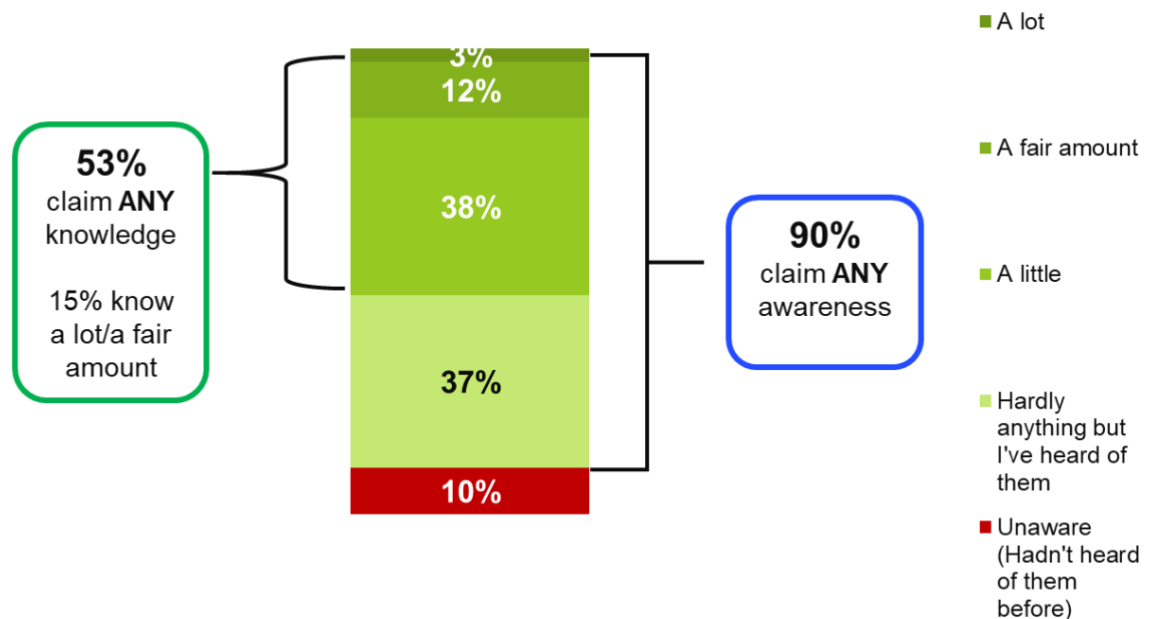 53%
claim ANY
knowledge
15% know
a lot/a fair
amount
3%
12%
38%
37%
10%
90%
claim ANY
awareness
A lot
A fair amount
A little
Hardly
anything but
I've heard of
them
Unaware
(Hadn't heard
of them
before)